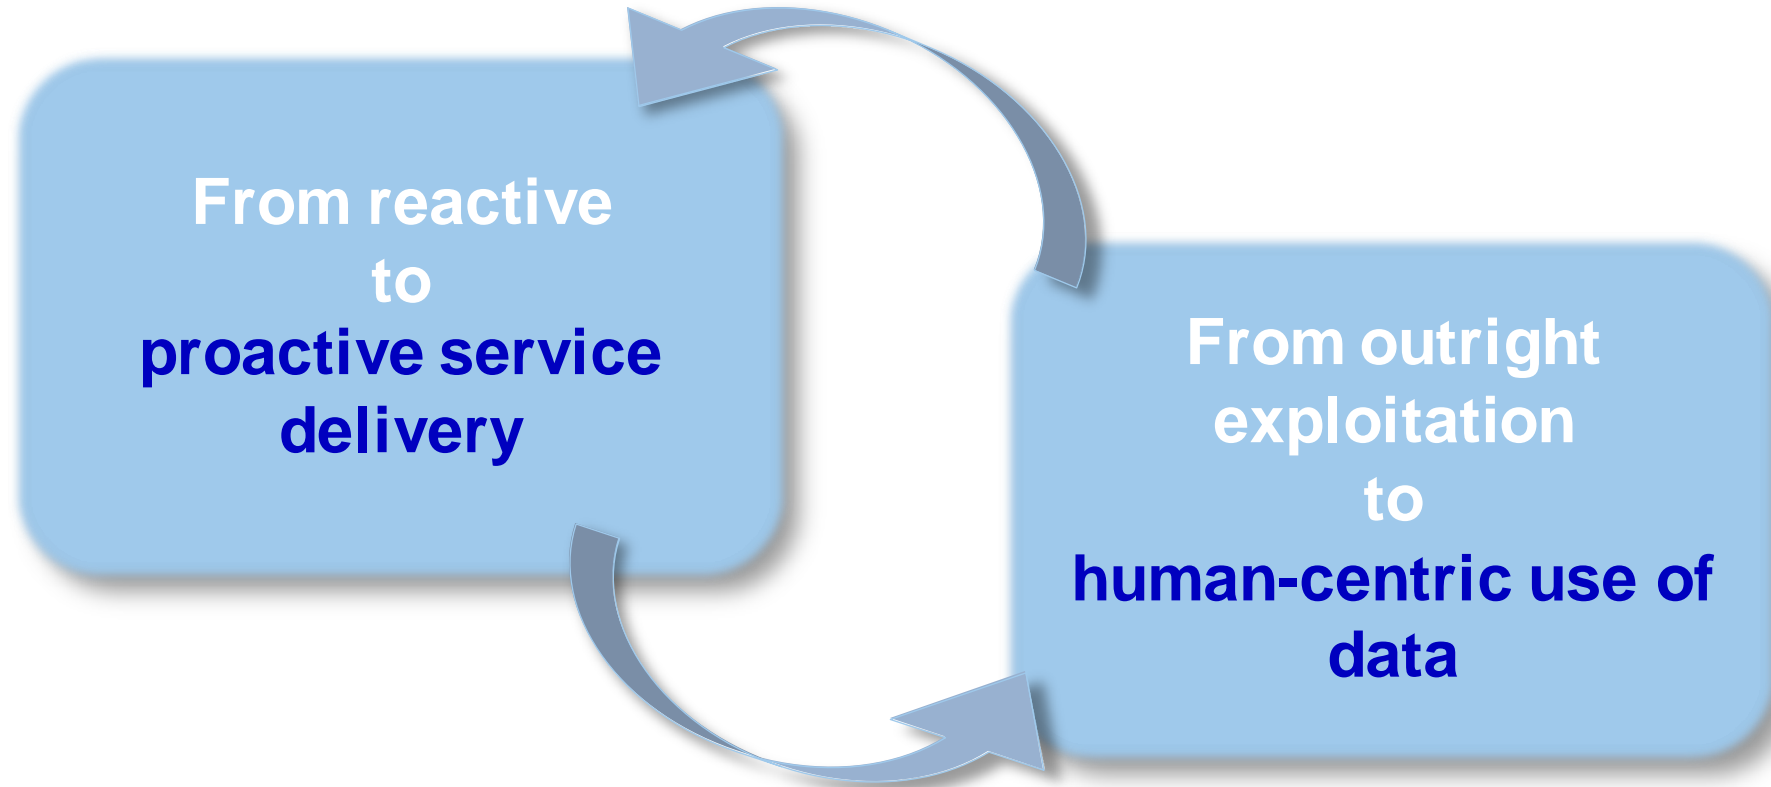 From reactive
to
proactive service
delivery
From outright
exploitation
to
human-centric use of
data